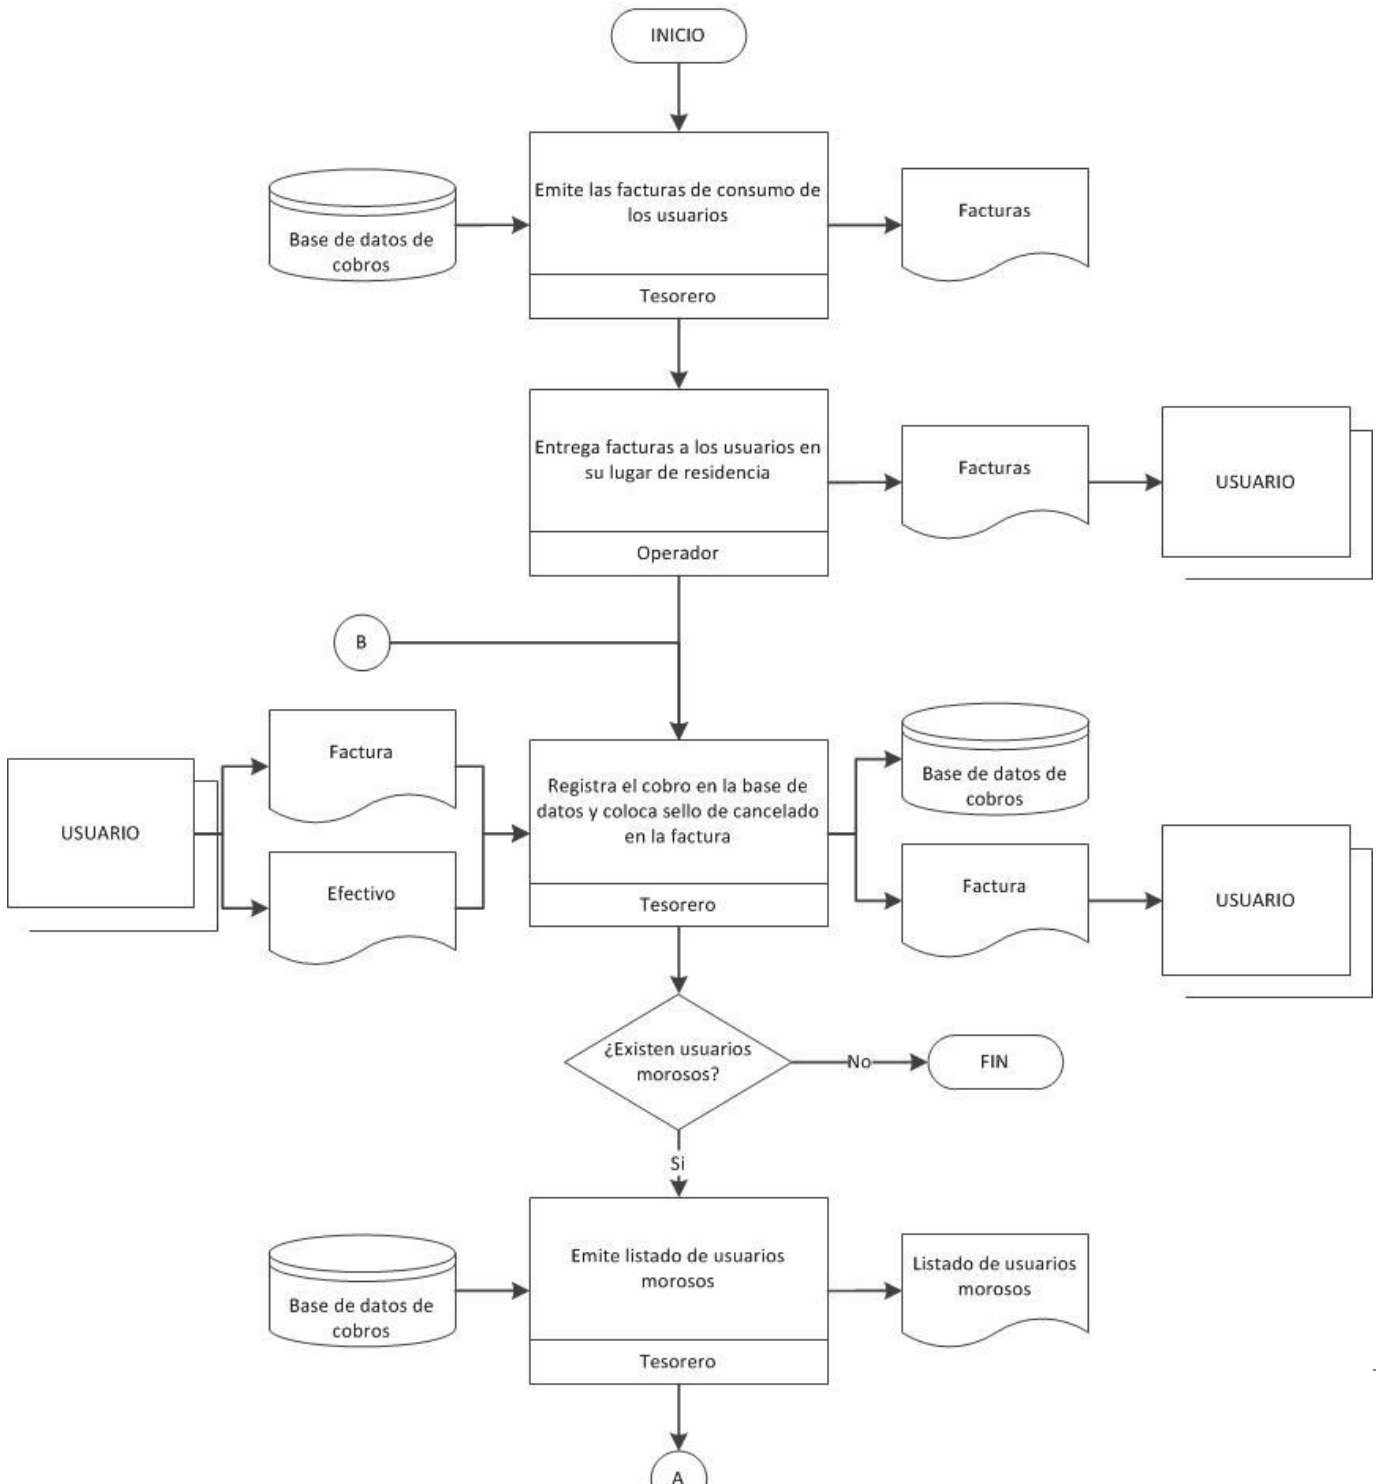 INICIO
Emite las facturas de consumo de
los usuarios
Tesorero
Base de datos de
cobros
Facturas
Entrega facturas a los usuarios en
su lugar de residencia
Operador
Facturas
USUARIO
B
USUARIO
Factura
Efectivo
Registra el cobro en la base de
datos y coloca sello de cancelado
en la factura
Tesorero
Base de datos de
cobros
Factura
USUARIO
¿Existen usuarios
morosos?
No
FIN
Si
Base de datos de
cobros
Emite listado de usuarios
morosos
Tesorero
Listado de usuarios
morosos
A